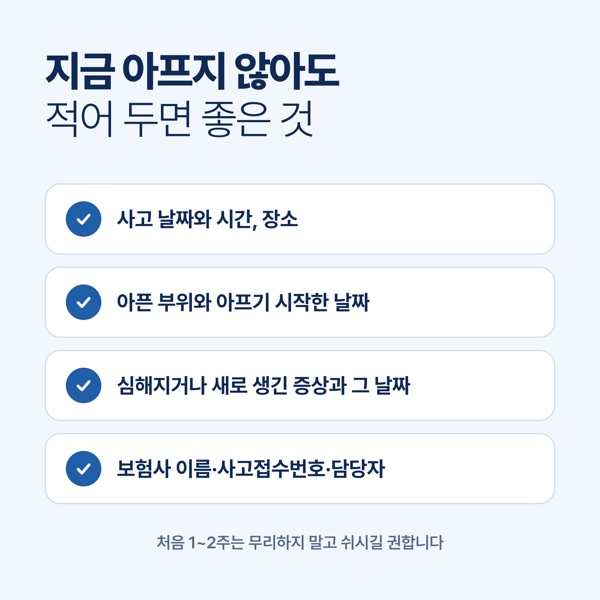 지금 아프지 않아도
적어 두면 좋은 것
사고 날짜와 시간, 장소
아픈 부위와 아프기 시작한 날짜
심해지거나 새로 생긴 증상과 그 날짜
보험사 이름·사고접수번호·담당자
처음 1~2주는 무리하지 말고 쉬시길 권합니다